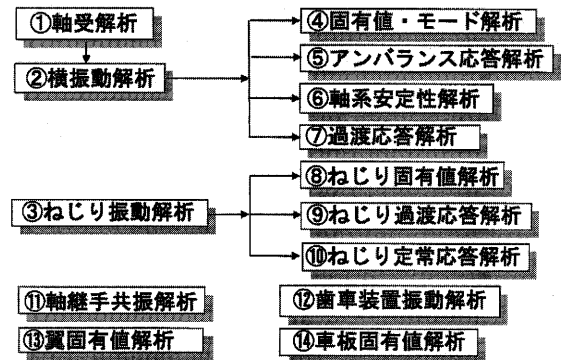 ①軸受解析
②横振動解析
④固有値・モード解析
⑤アンバランス応答解析
⑥軸系安定性解析
⑦過渡応答解析
③ねじり振動解析
⑧ねじり固有値解析
⑨ねじり過渡応答解析
⑩ねじり定常応答解析
⑪軸継手共振解析
⑫歯車装置振動解析
⑬翼固有値解析
⑭車板固有値解析